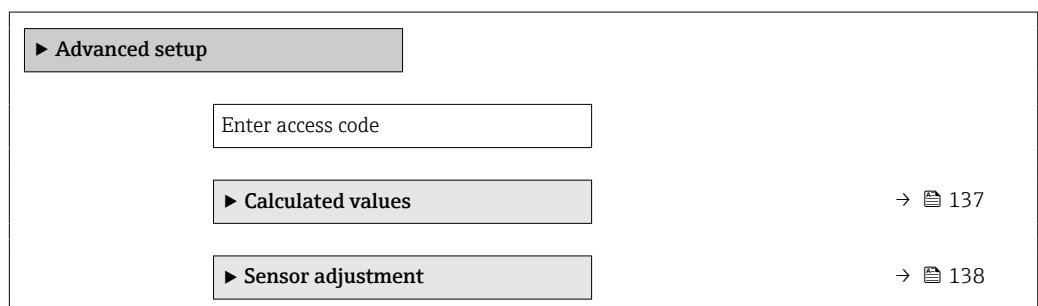 ▶ Advanced setup
Enter access code
▶ Calculated values → 137
▶ Sensor adjustment → 138